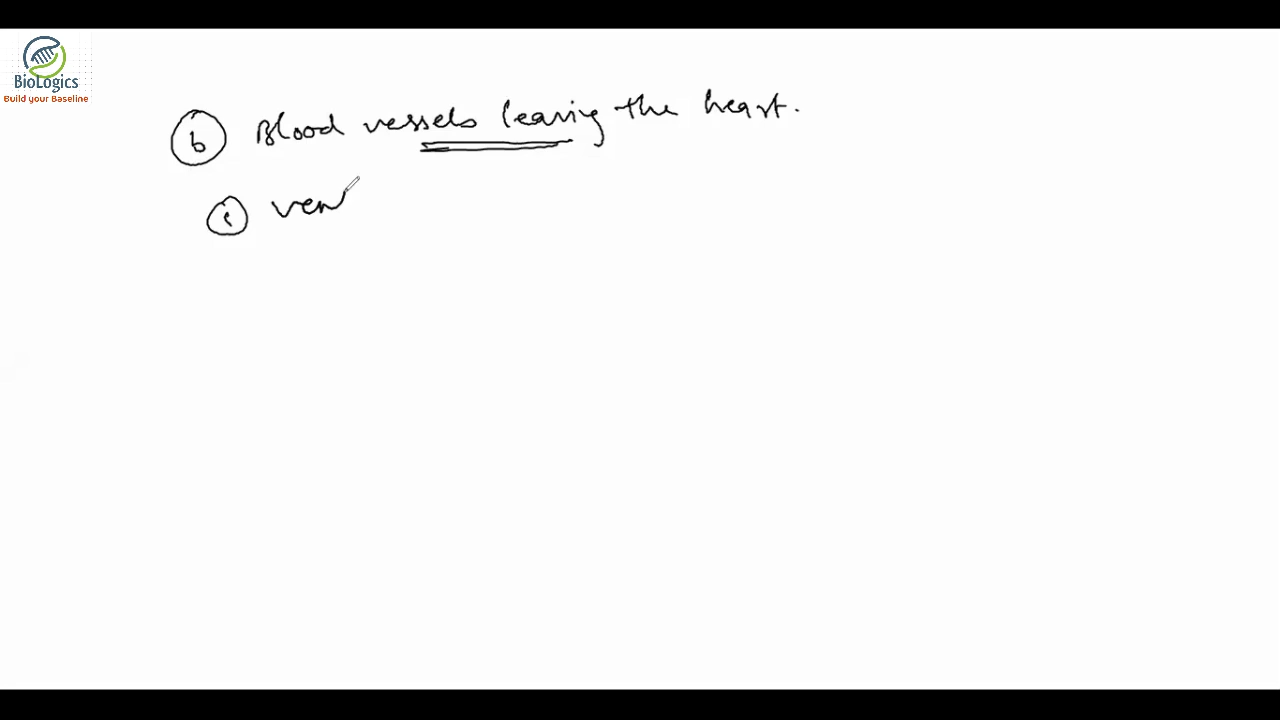 BioLogics
Build your Baseline
b Blood vessels leaving the heart.
ven